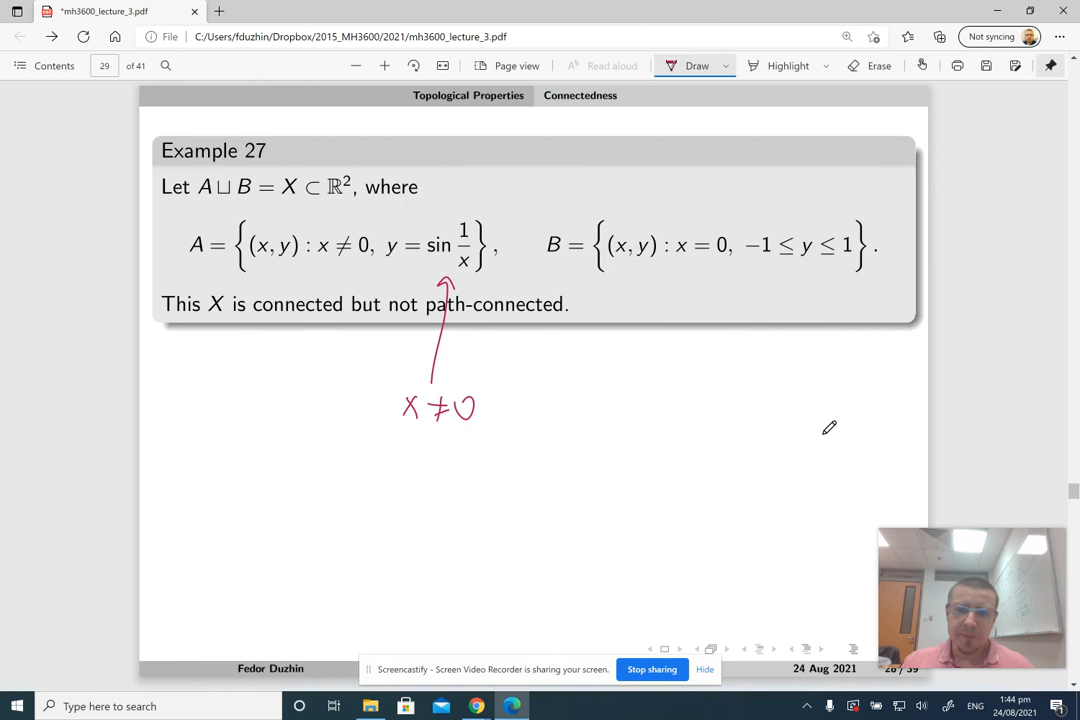 *mh3600_lecture_3.pdf
File
C:/Users/fduzhin/Dropbox/2015_MH3600/2021/mh3600_lecture_3.pdf
Not syncing
Contents
29 of 41
Page view
Read aloud
Draw
Highlight
Erase
Topological Properties Connectedness
Example 27
Let A ⊔ B = X ⊂ ℝ², where
A = {(x, y) : x ≠ 0, y = sin 1/x}, B = {(x, y) : x = 0, −1 ≤ y ≤ 1}.
This X is connected but not path-connected.
x ≠ 0
Fedor Duzhin
Screencastify - Screen Video Recorder is sharing your screen.
Stop sharing
Hide
24 Aug 2021
28 / 39
Type here to search
ENG
1:44 pm
24/08/2021
1